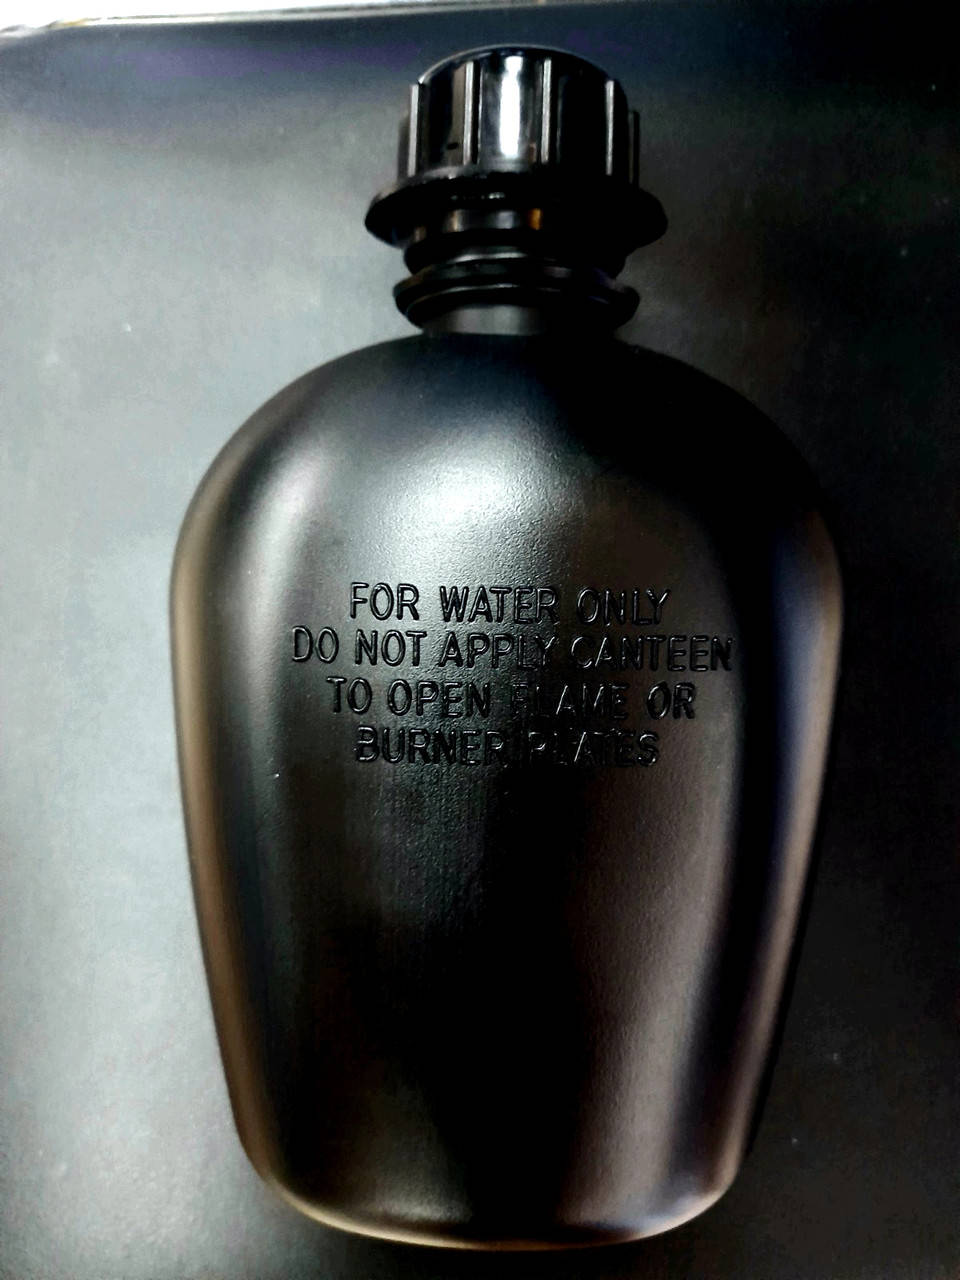 FOR WATER ONLY
DO NOT APPLY CANTEEN
TO OPEN FLAME OR
BURNER PLATES